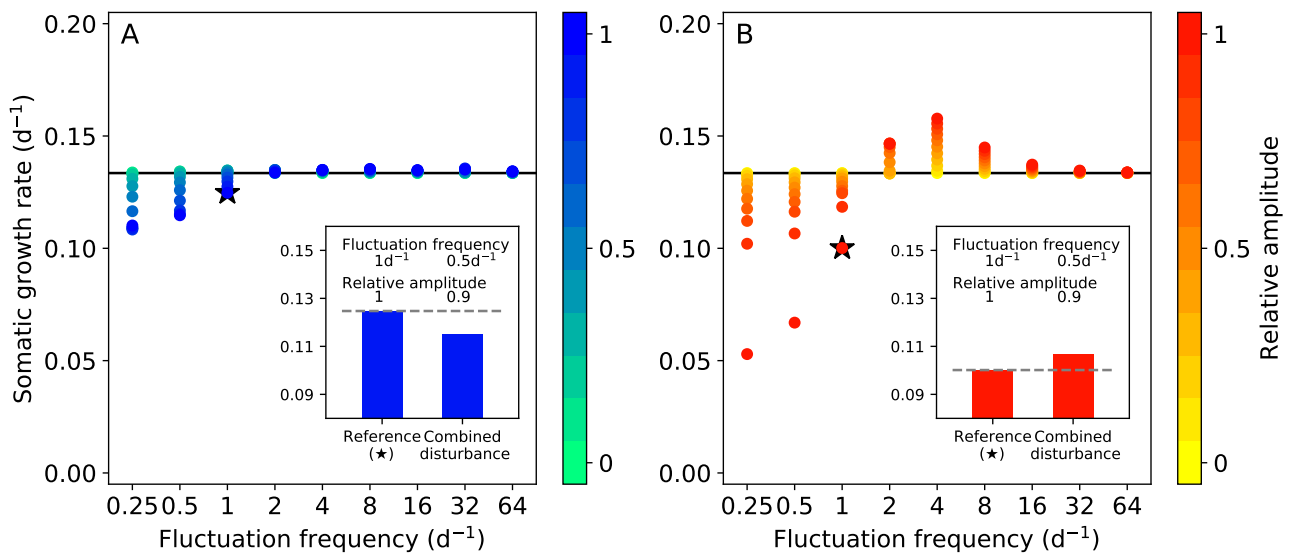 A
B
Somatic growth rate (d⁻¹)
0.20
0.15
0.10
0.05
0.00
0.25 0.5 1 2 4 8 16 32 64
Fluctuation frequency (d⁻¹)
1
0.5
0
Fluctuation frequency
1d⁻¹ 0.5d⁻¹
Relative amplitude
1 0.9
0.15
0.13
0.11
0.09
Reference Combined
(★) disturbance
0.20
0.15
0.10
0.05
0.00
0.25 0.5 1 2 4 8 16 32 64
Fluctuation frequency (d⁻¹)
1
0.5
0
Relative amplitude
Fluctuation frequency
1d⁻¹ 0.5d⁻¹
Relative amplitude
1 0.9
0.15
0.13
0.11
0.09
Reference Combined
(★) disturbance